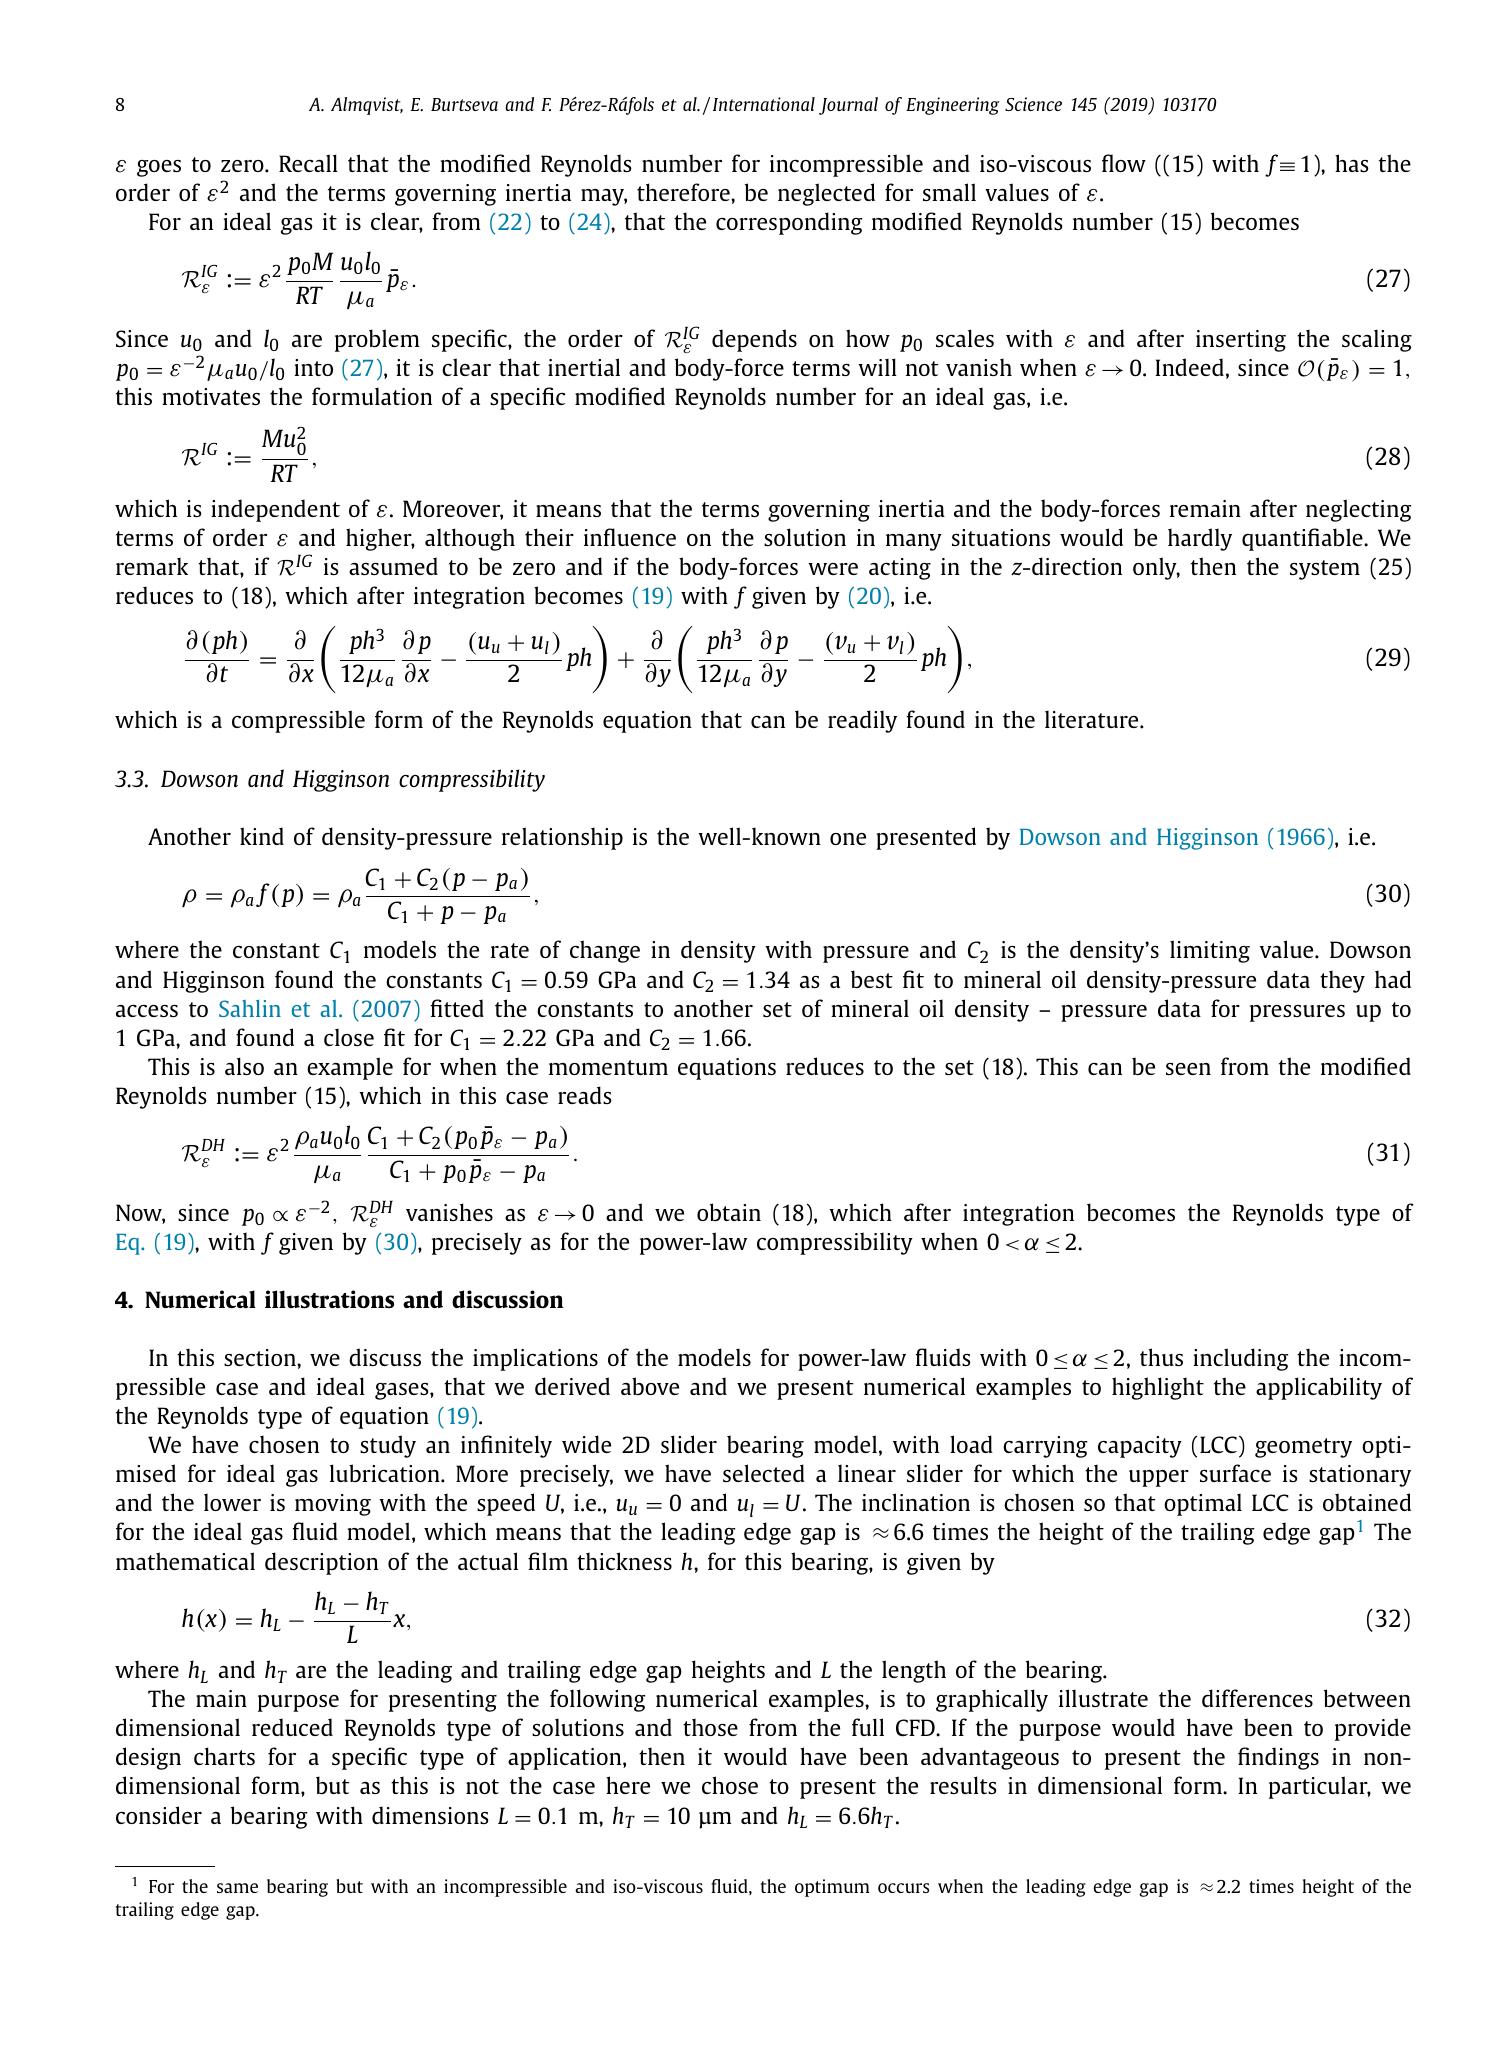 8 A. Almqvist, E. Burtseva and F. Pérez-Ráfols et al. / International Journal of Engineering Science 145 (2019) 103170
ε goes to zero. Recall that the modified Reynolds number for incompressible and iso-viscous flow ((15) with f ≡ 1), has the
order of ε² and the terms governing inertia may, therefore, be neglected for small values of ε.
For an ideal gas it is clear, from (22) to (24), that the corresponding modified Reynolds number (15) becomes
$\mathcal{R}_\varepsilon^{IG} := \varepsilon^2 \frac{p_0 M}{RT} \frac{u_0 l_0}{\mu_a} \bar{p}_\varepsilon.$ (27)
Since u₀ and l₀ are problem specific, the order of $\mathcal{R}_\varepsilon^{IG}$ depends on how p₀ scales with ε and after inserting the scaling
$p_0 = \varepsilon^{-2} \mu_a u_0 / l_0$ into (27), it is clear that inertial and body-force terms will not vanish when ε → 0. Indeed, since $\mathcal{O}(\bar{p}_\varepsilon) = 1$,
this motivates the formulation of a specific modified Reynolds number for an ideal gas, i.e.
$\mathcal{R}^{IG} := \frac{M u_0^2}{RT},$ (28)
which is independent of ε. Moreover, it means that the terms governing inertia and the body-forces remain after neglecting
terms of order ε and higher, although their influence on the solution in many situations would be hardly quantifiable. We
remark that, if $\mathcal{R}^{IG}$ is assumed to be zero and if the body-forces were acting in the z-direction only, then the system (25)
reduces to (18), which after integration becomes (19) with f given by (20), i.e.
$\frac{\partial (ph)}{\partial t} = \frac{\partial}{\partial x} \left( \frac{ph^3}{12\mu_a} \frac{\partial p}{\partial x} - \frac{(u_u + u_l)}{2} ph \right) + \frac{\partial}{\partial y} \left( \frac{ph^3}{12\mu_a} \frac{\partial p}{\partial y} - \frac{(v_u + v_l)}{2} ph \right),$ (29)
which is a compressible form of the Reynolds equation that can be readily found in the literature.
3.3. Dowson and Higginson compressibility
Another kind of density-pressure relationship is the well-known one presented by Dowson and Higginson (1966), i.e.
$\rho = \rho_a f(p) = \rho_a \frac{C_1 + C_2(p - p_a)}{C_1 + p - p_a},$ (30)
where the constant C₁ models the rate of change in density with pressure and C₂ is the density's limiting value. Dowson
and Higginson found the constants C₁ = 0.59 GPa and C₂ = 1.34 as a best fit to mineral oil density-pressure data they had
access to Sahlin et al. (2007) fitted the constants to another set of mineral oil density – pressure data for pressures up to
1 GPa, and found a close fit for C₁ = 2.22 GPa and C₂ = 1.66.
This is also an example for when the momentum equations reduces to the set (18). This can be seen from the modified
Reynolds number (15), which in this case reads
$\mathcal{R}_\varepsilon^{DH} := \varepsilon^2 \frac{\rho_a u_0 l_0}{\mu_a} \frac{C_1 + C_2(p_0 \bar{p}_\varepsilon - p_a)}{C_1 + p_0 \bar{p}_\varepsilon - p_a}.$ (31)
Now, since $p_0 \propto \varepsilon^{-2}$, $\mathcal{R}_\varepsilon^{DH}$ vanishes as ε → 0 and we obtain (18), which after integration becomes the Reynolds type of
Eq. (19), with f given by (30), precisely as for the power-law compressibility when 0 < α ≤ 2.
4. Numerical illustrations and discussion
In this section, we discuss the implications of the models for power-law fluids with 0 ≤ α ≤ 2, thus including the incom-
pressible case and ideal gases, that we derived above and we present numerical examples to highlight the applicability of
the Reynolds type of equation (19).
We have chosen to study an infinitely wide 2D slider bearing model, with load carrying capacity (LCC) geometry opti-
mised for ideal gas lubrication. More precisely, we have selected a linear slider for which the upper surface is stationary
and the lower is moving with the speed U, i.e., $u_u = 0$ and $u_l = U$. The inclination is chosen so that optimal LCC is obtained
for the ideal gas fluid model, which means that the leading edge gap is ≈ 6.6 times the height of the trailing edge gap¹ The
mathematical description of the actual film thickness h, for this bearing, is given by
$h(x) = h_L - \frac{h_L - h_T}{L} x,$ (32)
where $h_L$ and $h_T$ are the leading and trailing edge gap heights and L the length of the bearing.
The main purpose for presenting the following numerical examples, is to graphically illustrate the differences between
dimensional reduced Reynolds type of solutions and those from the full CFD. If the purpose would have been to provide
design charts for a specific type of application, then it would have been advantageous to present the findings in non-
dimensional form, but as this is not the case here we chose to present the results in dimensional form. In particular, we
consider a bearing with dimensions L = 0.1 m, $h_T$ = 10 μm and $h_L = 6.6h_T$.
¹ For the same bearing but with an incompressible and iso-viscous fluid, the optimum occurs when the leading edge gap is ≈ 2.2 times height of the
trailing edge gap.